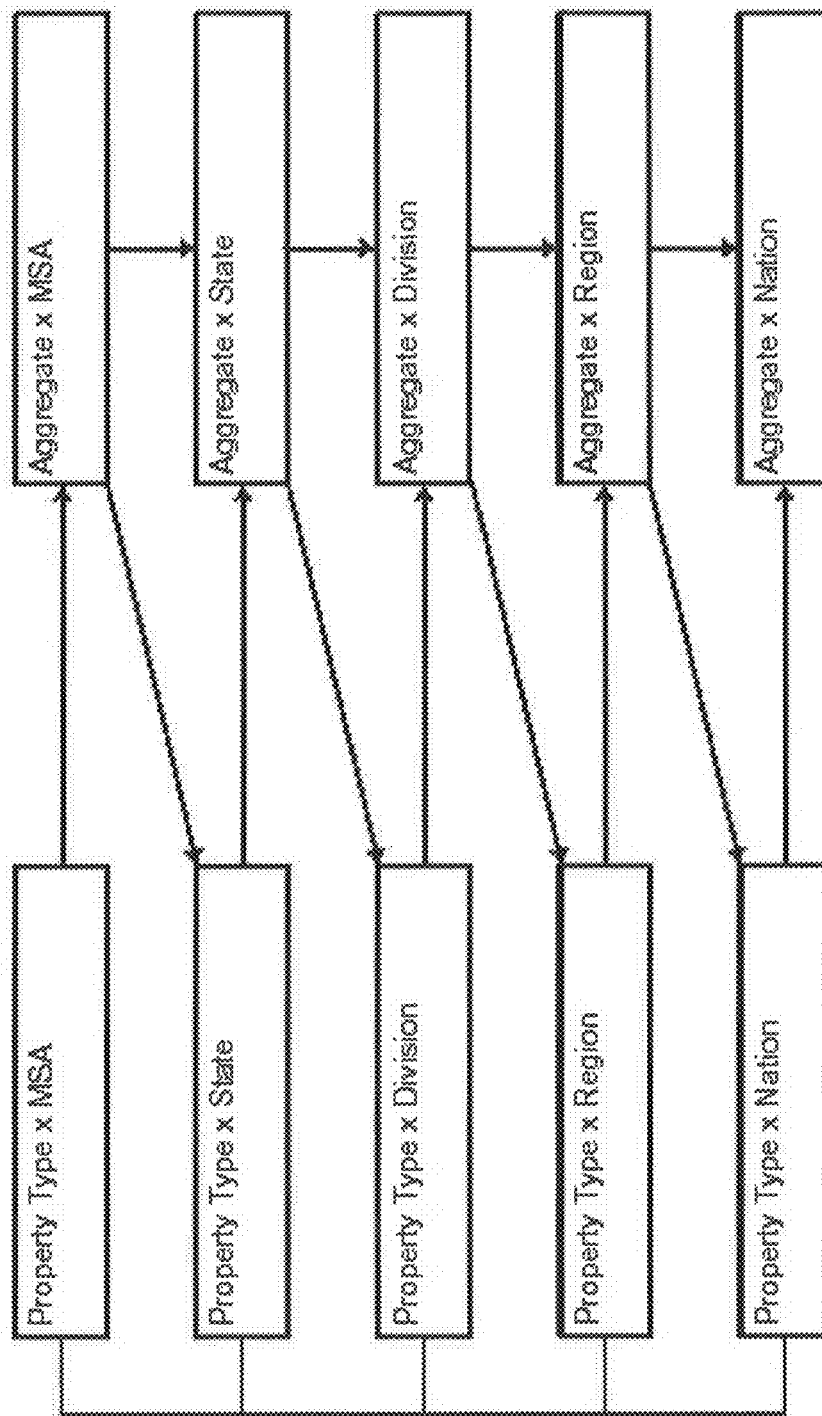 Property Type x MSA
Aggregate x MSA
Property Type x State
Aggregate x State
Property Type x Division
Aggregate x Division
Property Type x Region
Aggregate x Region
Property Type x Nation
Aggregate x Nation